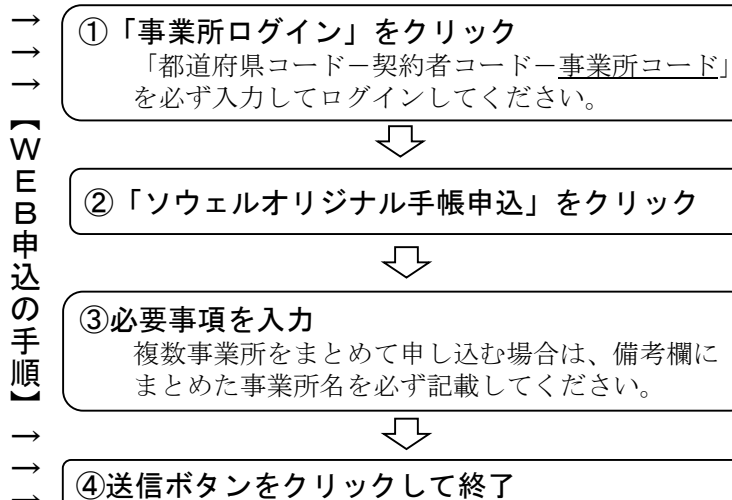 →
→
→
【WEB申込の手順】
→
→
→
①「事業所ログイン」をクリック
「都道府県コード－契約者コード－事業所コード」
を必ず入力してログインしてください。
②「ソウェルオリジナル手帳申込」をクリック
③必要事項を入力
複数事業所をまとめて申し込む場合は、備考欄に
まとめた事業所名を必ず記載してください。
④送信ボタンをクリックして終了